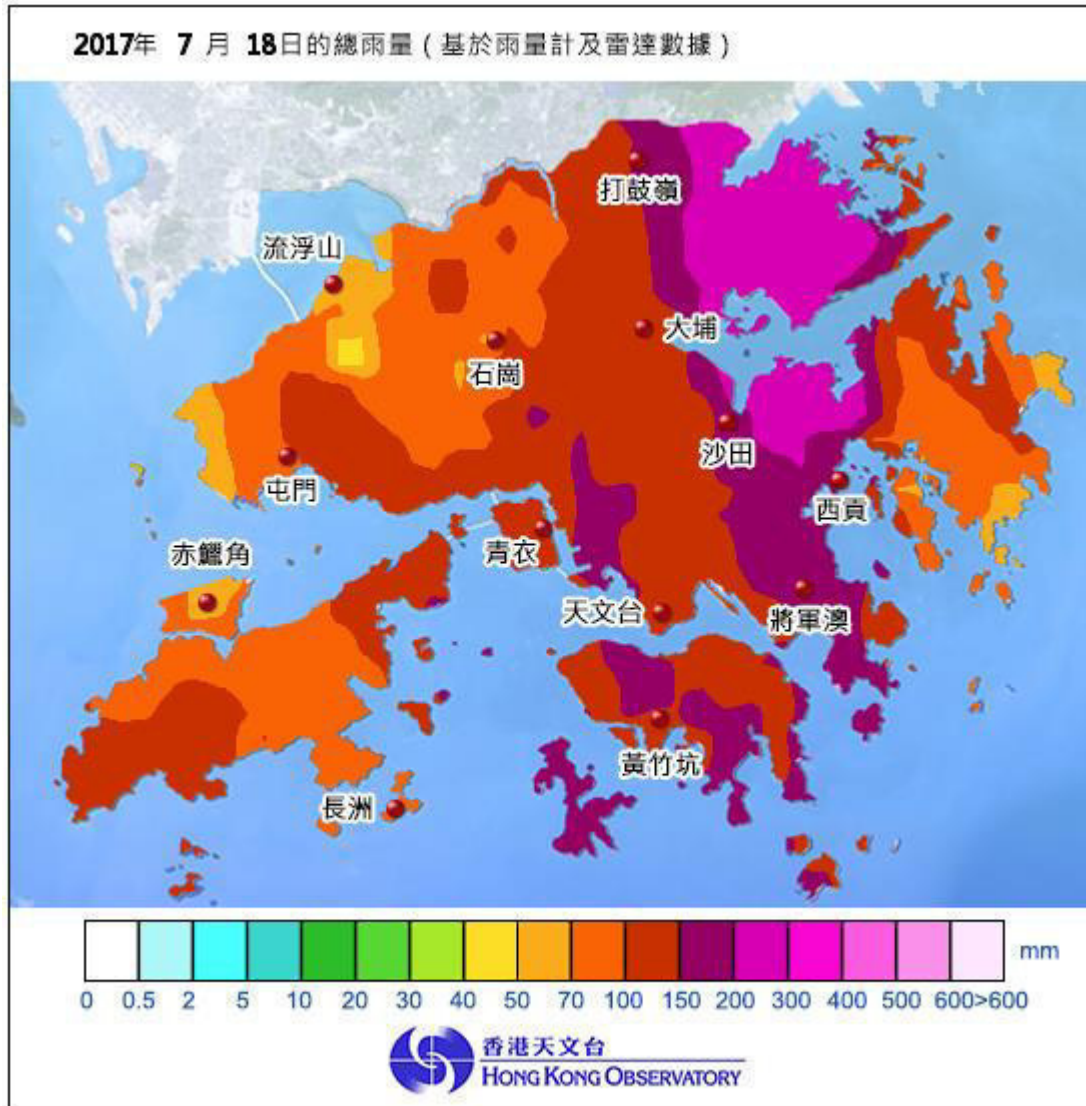 2017年 7 月 18日的總雨量 ( 基於雨量計及雷達數據 )
打鼓嶺
流浮山
大埔
石崗
沙田
屯門
西貢
青衣
赤鱲角
天文台
將軍澳
黃竹坑
長洲
mm
0 0.5 2 5 10 20 30 40 50 70 100 150 200 300 400 500 600>600
香港天文台
HONG KONG OBSERVATORY